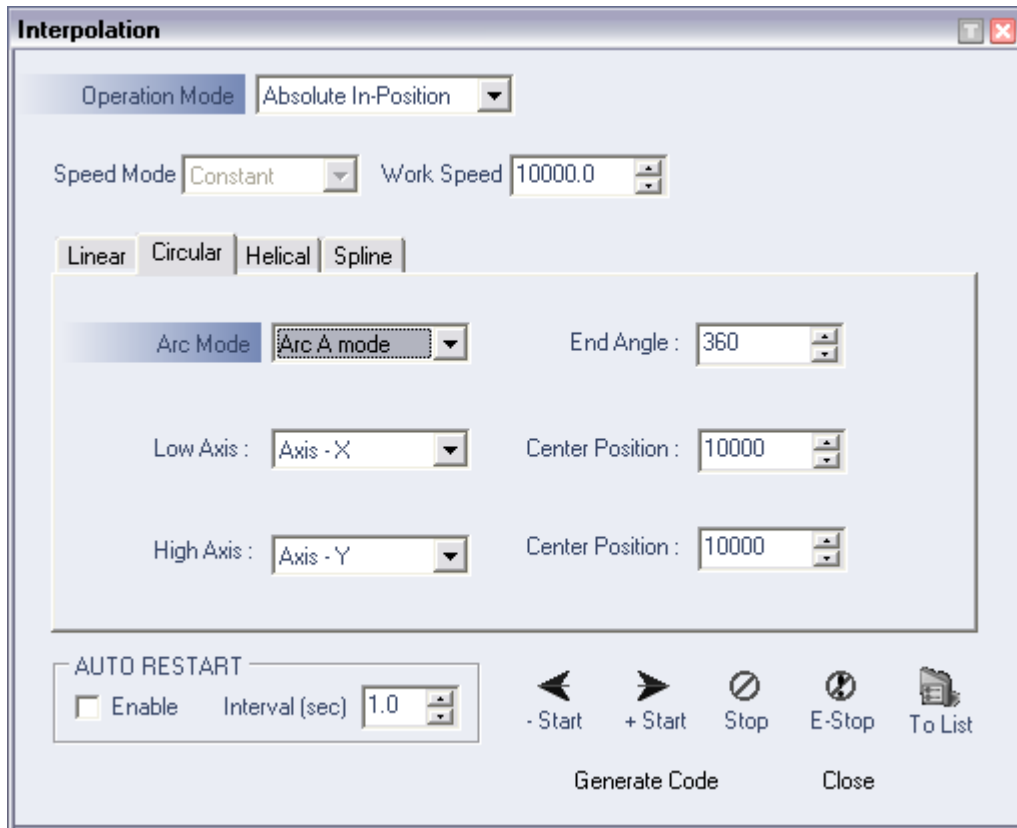 Interpolation
Operation Mode Absolute In-Position
Speed Mode Constant Work Speed 10000.0
Linear Circular Helical Spline
Arc Mode Arc A mode End Angle : 360
Low Axis : Axis - X Center Position : 10000
High Axis : Axis - Y Center Position : 10000
AUTO RESTART
Enable Interval (sec) 1.0
- Start + Start Stop E-Stop To List
Generate Code Close